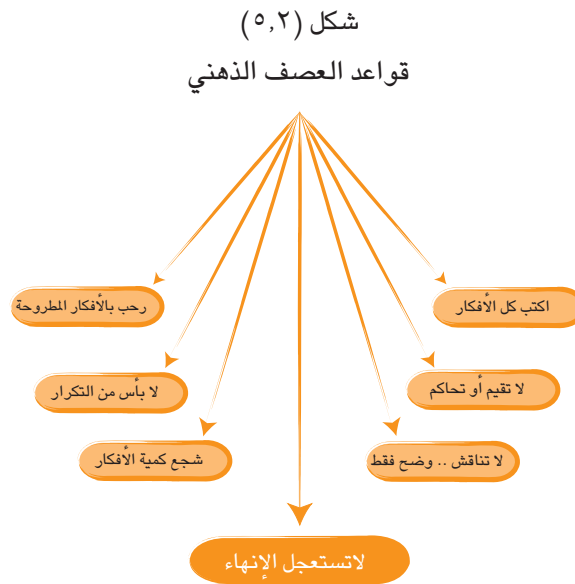 شكل (٥,٢)
قواعد العصف الذهني
اكتب كل الأفكار
رحب بالأفكار المطروحة
لا تقيم أو تحاكم
لا بأس من التكرار
لا تناقش .. وضح فقط
شجع كمية الأفكار
لاتستعجل الإنهاء